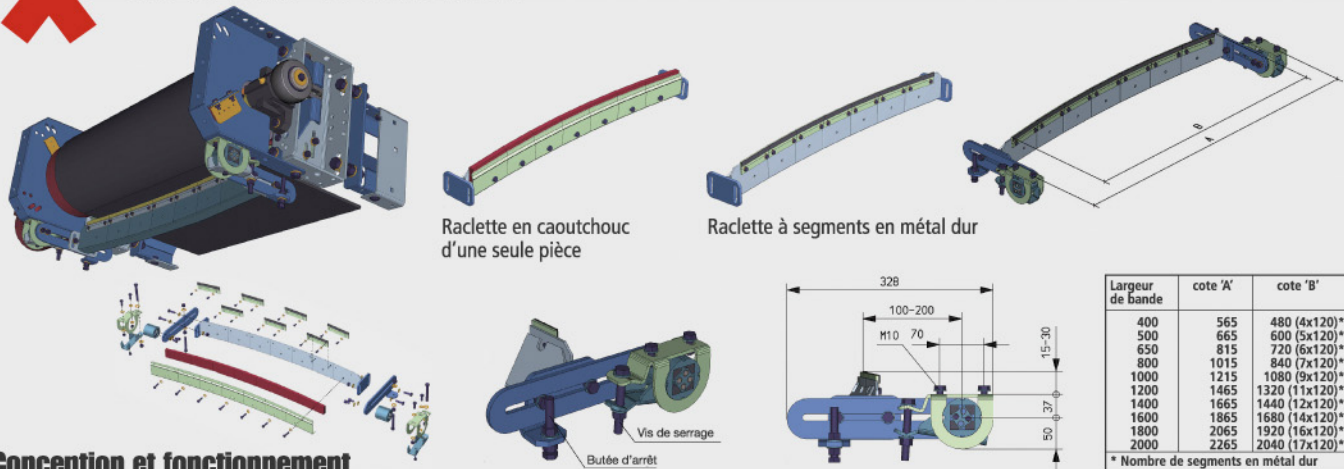 B
A
Raclette en caoutchouc
d'une seule pièce
Raclette à segments en métal dur
328
100-200
M10 70
15-30
37
50
Vis de serrage
Butée d'arrêt
Largeur de bande cote 'A' cote 'B'
400 565 480 (4x120)*
500 665 600 (5x120)*
650 815 720 (6x120)*
800 1015 840 (7x120)*
1000 1215 1080 (9x120)*
1200 1465 1320 (11x120)*
1400 1665 1440 (12x120)*
1600 1865 1680 (14x120)*
1800 2065 1920 (16x120)*
2000 2265 2040 (17x120)*
* Nombre de segments en métal dur
Conception et fonctionnement